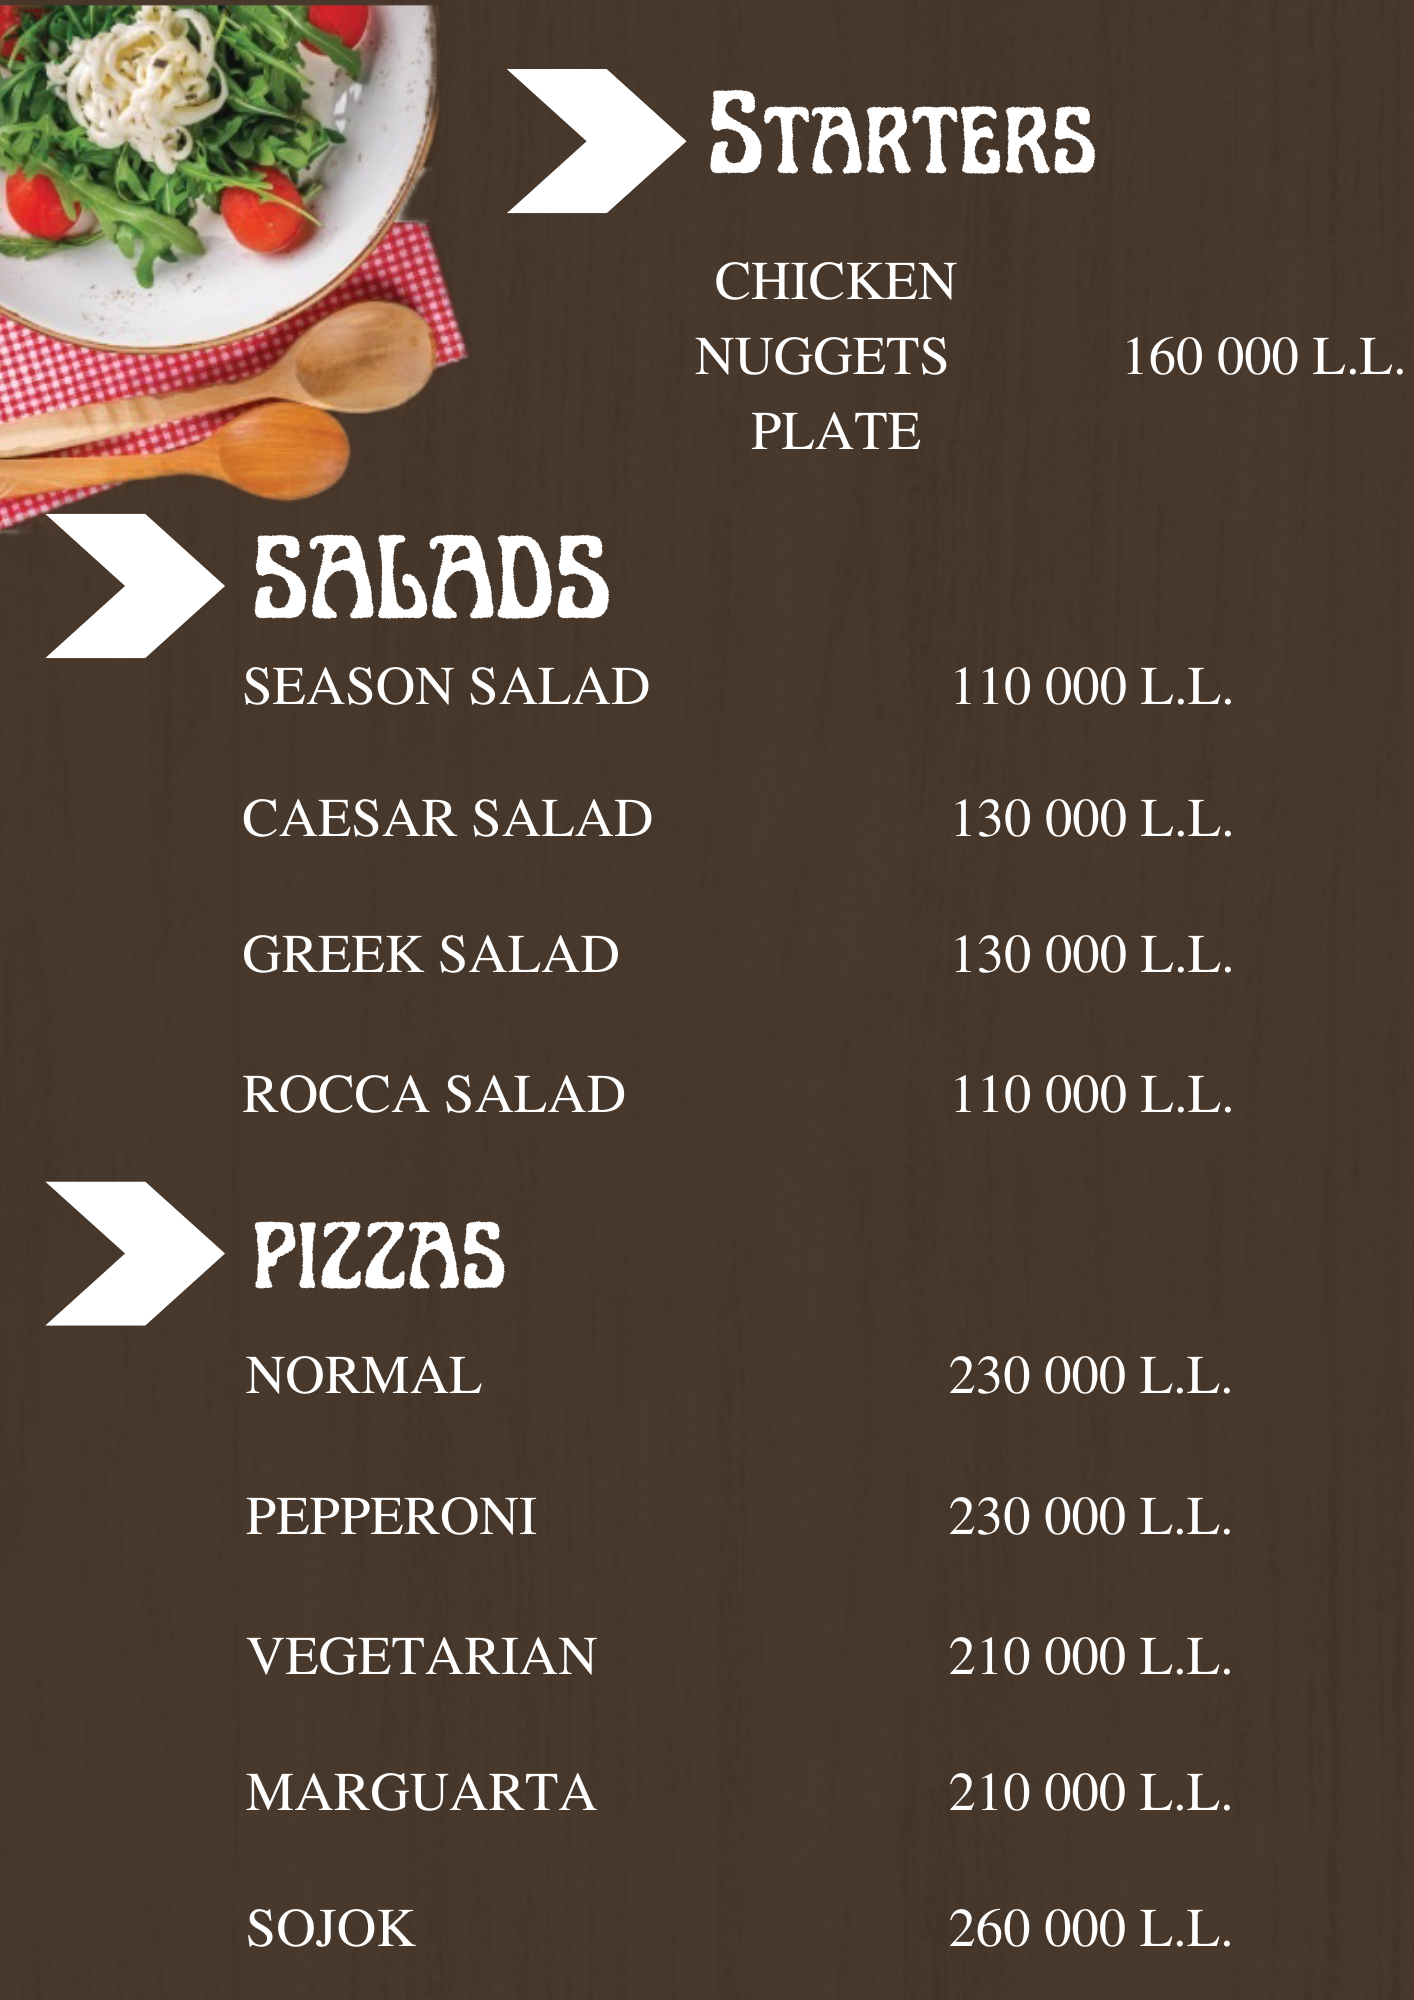 STARTERS
CHICKEN
NUGGETS 160 000 L.L.
PLATE
SALADS
SEASON SALAD 110 000 L.L.
CAESAR SALAD 130 000 L.L.
GREEK SALAD 130 000 L.L.
ROCCA SALAD 110 000 L.L.
PIZZAS
NORMAL 230 000 L.L.
PEPPERONI 230 000 L.L.
VEGETARIAN 210 000 L.L.
MARGUARTA 210 000 L.L.
SOJOK 260 000 L.L.